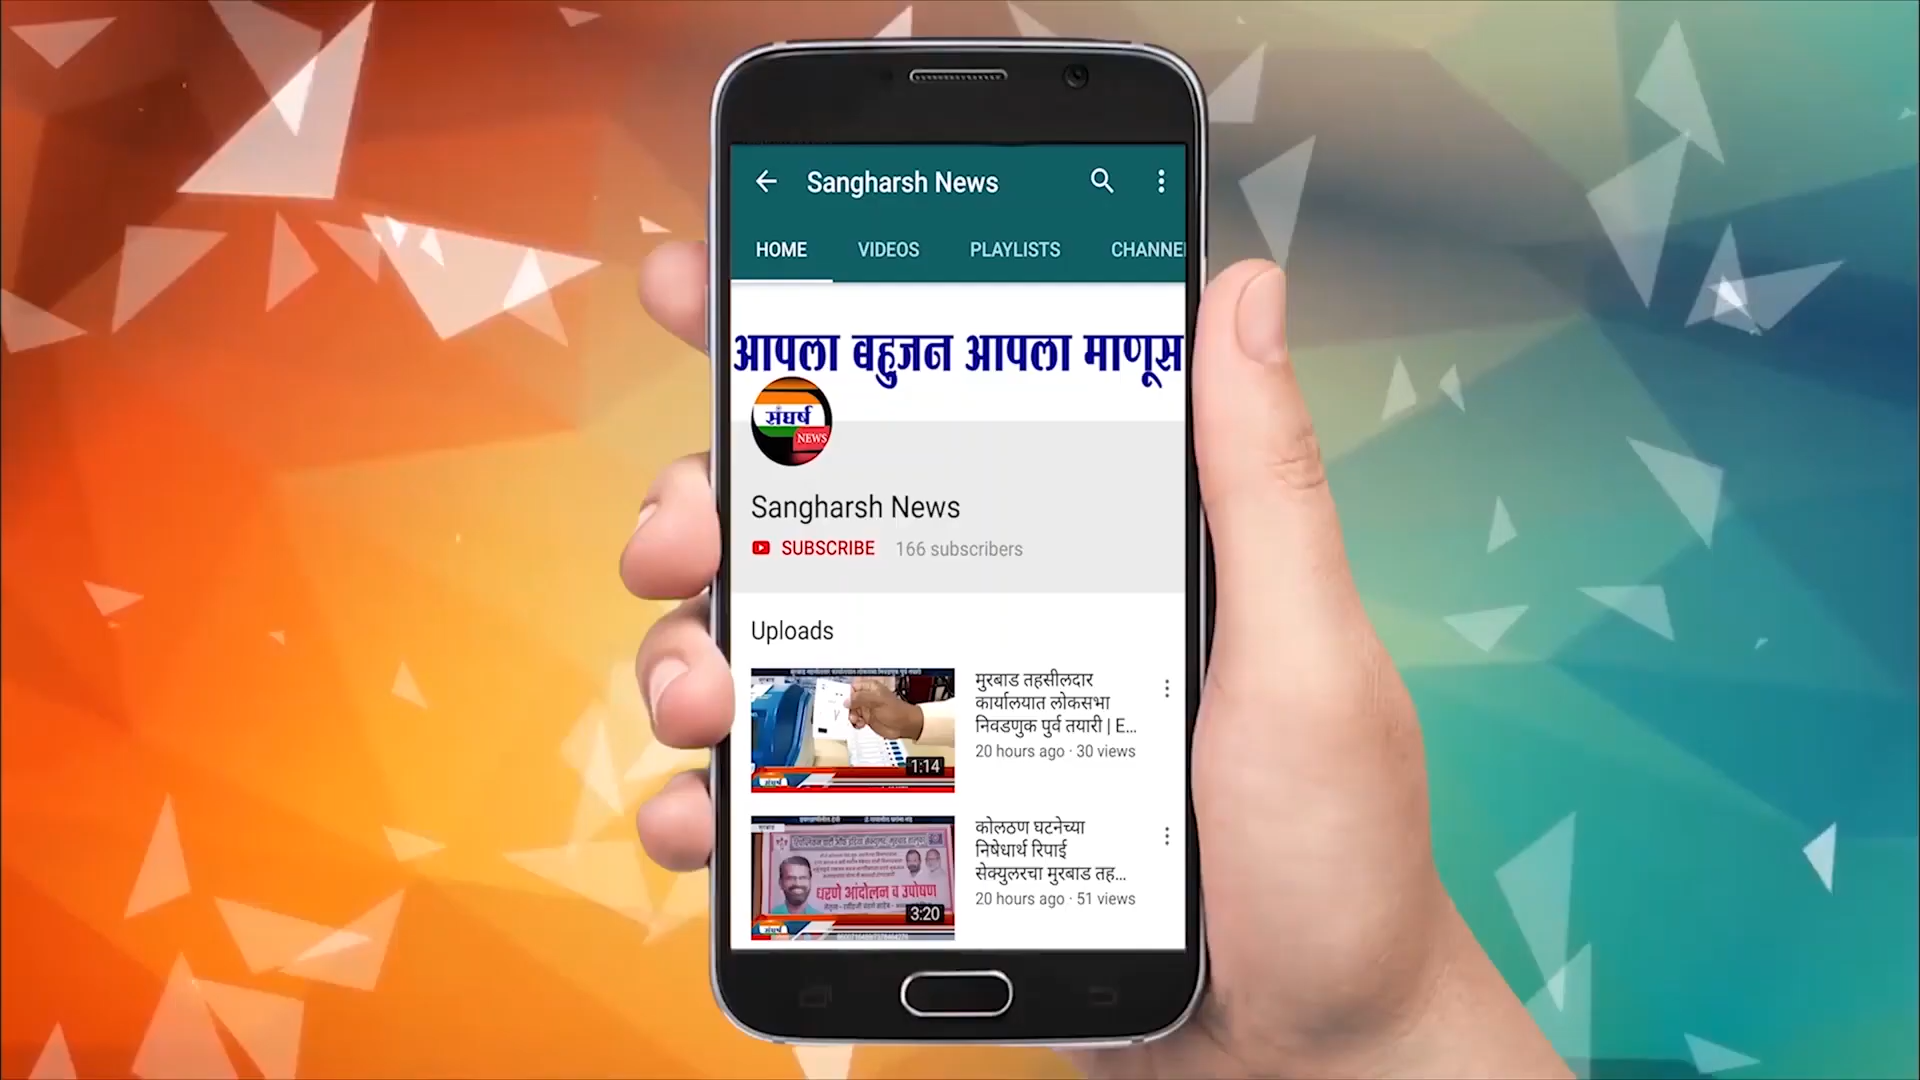 Sangharsh News
HOME VIDEOS PLAYLISTS CHANNE
आपला बहुजन आपला माणूस
संघर्ष
NEWS
Sangharsh News
SUBSCRIBE 166 subscribers
Uploads
मुरबाड तहसीलदार
कार्यालयात लोकसभा
निवडणुक पुर्व तयारी | E...
20 hours ago · 30 views
1:14
संघर्ष
कोलठण घटनेच्या
निषेधार्थ रिपाई
सेक्युलरचा मुरबाड तह...
20 hours ago · 51 views
धरणे आंदोलन व उपोषण
3:20
संघर्ष